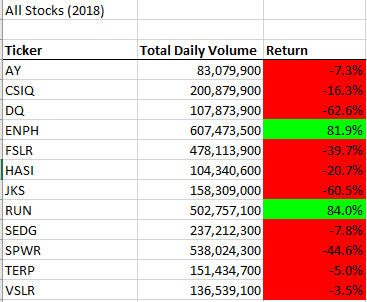 All Stocks (2018)
Ticker Total Daily Volume Return
AY 83,079,900 -7.3%
CSIQ 200,879,900 -16.3%
DQ 107,873,900 -62.6%
ENPH 607,473,500 81.9%
FSLR 478,113,900 -39.7%
HASI 104,340,600 -20.7%
JKS 158,309,000 -60.5%
RUN 502,757,100 84.0%
SEDG 237,212,300 -7.8%
SPWR 538,024,300 -44.6%
TERP 151,434,700 -5.0%
VSLR 136,539,100 -3.5%